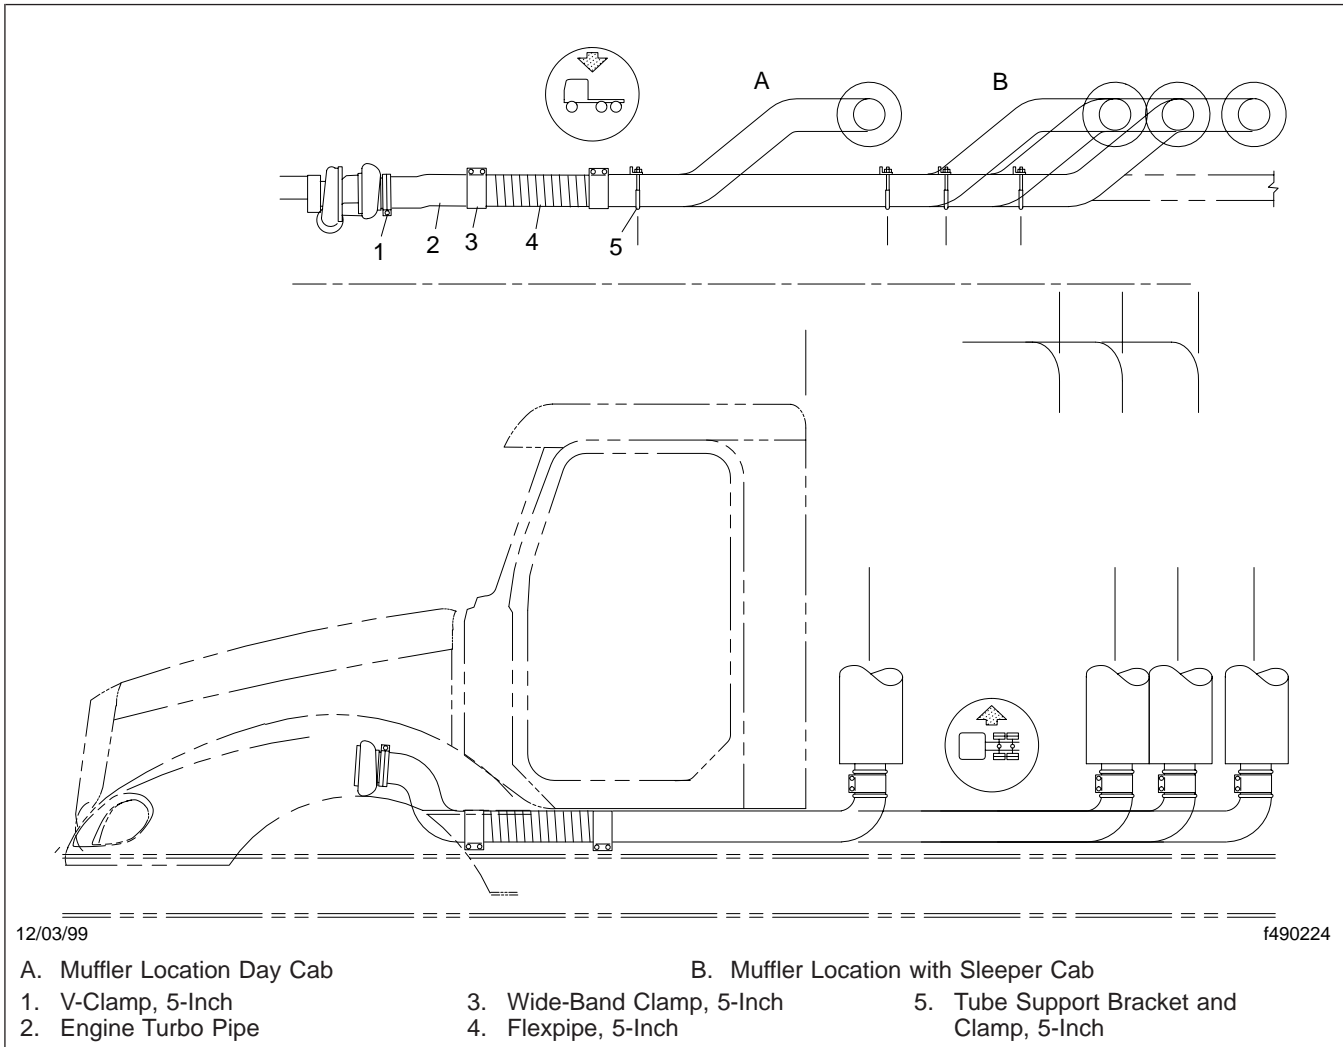 A B
1 2 3 4 5
12/03/99 f490224
A. Muffler Location Day Cab B. Muffler Location with Sleeper Cab
1. V-Clamp, 5-Inch 3. Wide-Band Clamp, 5-Inch 5. Tube Support Bracket and
2. Engine Turbo Pipe 4. Flexpipe, 5-Inch Clamp, 5-Inch